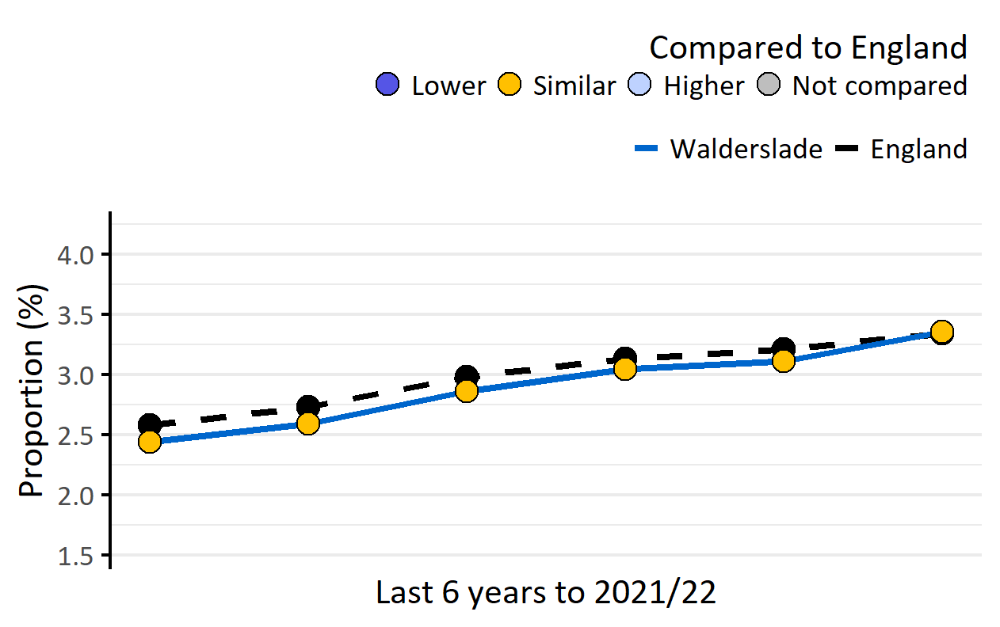 Compared to England
Lower Similar Higher Not compared
Walderslade England
Proportion (%)
4.0
3.5
3.0
2.5
2.0
1.5
Last 6 years to 2021/22